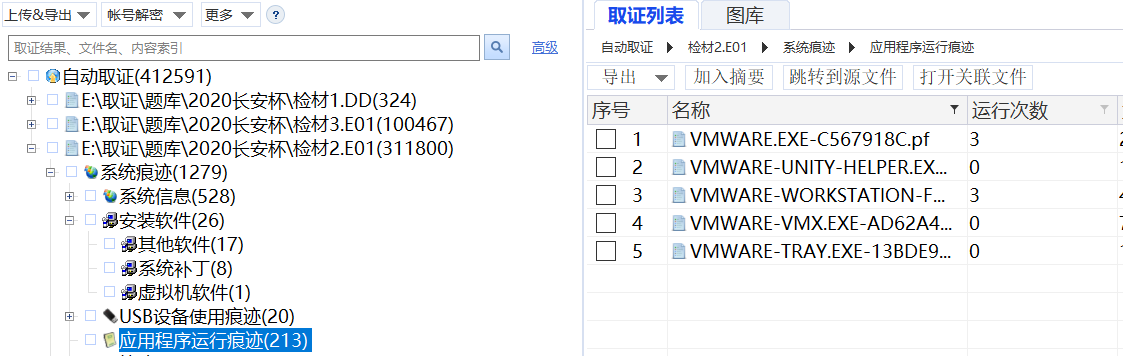 上传&导出 帐号解密 更多 ?
取证结果、文件名、内容索引 高级
自动取证(412591)
E:\取证\题库\2020长安杯\检材1.DD(324)
E:\取证\题库\2020长安杯\检材3.E01(100467)
E:\取证\题库\2020长安杯\检材2.E01(311800)
系统痕迹(1279)
系统信息(528)
安装软件(26)
其他软件(17)
系统补丁(8)
虚拟机软件(1)
USB设备使用痕迹(20)
应用程序运行痕迹(213)
取证列表 图库
自动取证 检材2.E01 系统痕迹 应用程序运行痕迹
导出 加入摘要 跳转到源文件 打开关联文件
序号 名称 运行次数
1 VMWARE.EXE-C567918C.pf 3
2 VMWARE-UNITY-HELPER.EX... 0
3 VMWARE-WORKSTATION-F... 3
4 VMWARE-VMX.EXE-AD62A4... 0
5 VMWARE-TRAY.EXE-13BDE9... 0